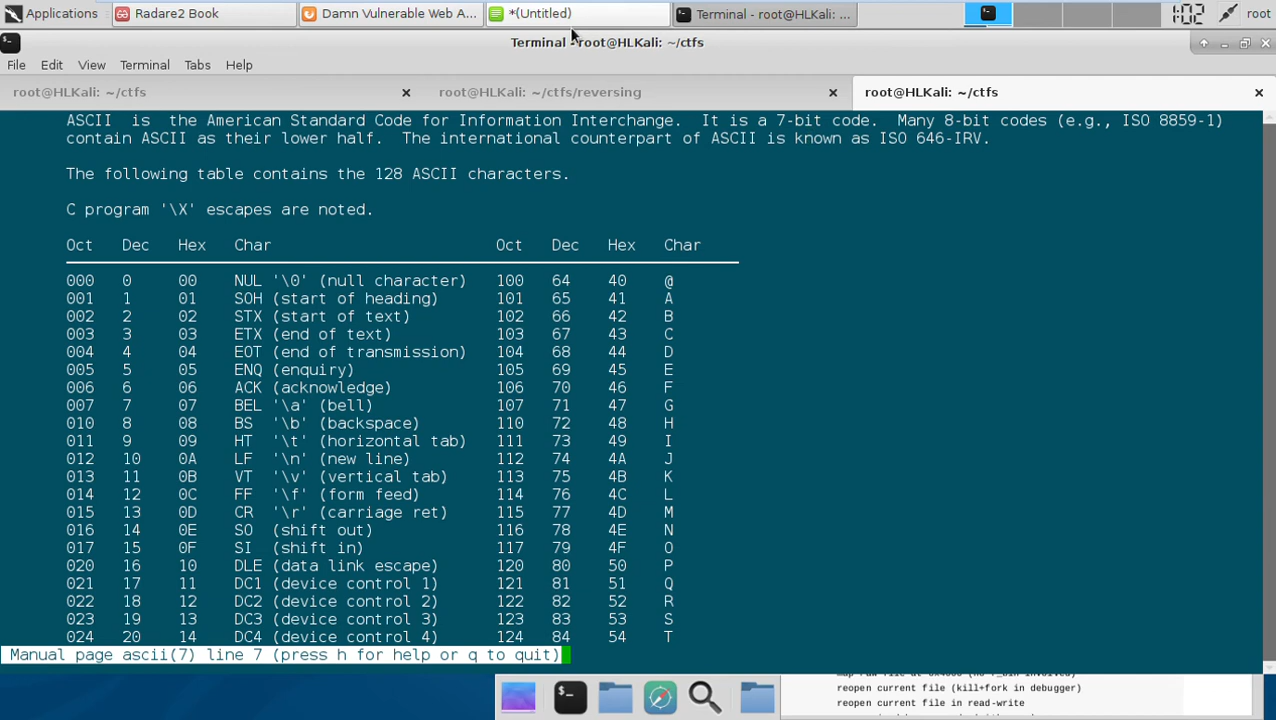 Applications Radare2 Book Damn Vulnerable Web A... *(Untitled) Terminal - root@HLKali: ... 1:02 root
Terminal - root@HLKali: ~/ctfs
File Edit View Terminal Tabs Help
root@HLKali: ~/ctfs root@HLKali: ~/ctfs/reversing root@HLKali: ~/ctfs
ASCII is the American Standard Code for Information Interchange. It is a 7-bit code. Many 8-bit codes (e.g., ISO 8859-1)
contain ASCII as their lower half. The international counterpart of ASCII is known as ISO 646-IRV.
The following table contains the 128 ASCII characters.
C program '\X' escapes are noted.
Oct Dec Hex Char Oct Dec Hex Char
000 0 00 NUL '\0' (null character) 100 64 40 @
001 1 01 SOH (start of heading) 101 65 41 A
002 2 02 STX (start of text) 102 66 42 B
003 3 03 ETX (end of text) 103 67 43 C
004 4 04 EOT (end of transmission) 104 68 44 D
005 5 05 ENQ (enquiry) 105 69 45 E
006 6 06 ACK (acknowledge) 106 70 46 F
007 7 07 BEL '\a' (bell) 107 71 47 G
010 8 08 BS '\b' (backspace) 110 72 48 H
011 9 09 HT '\t' (horizontal tab) 111 73 49 I
012 10 0A LF '\n' (new line) 112 74 4A J
013 11 0B VT '\v' (vertical tab) 113 75 4B K
014 12 0C FF '\f' (form feed) 114 76 4C L
015 13 0D CR '\r' (carriage ret) 115 77 4D M
016 14 0E SO (shift out) 116 78 4E N
017 15 0F SI (shift in) 117 79 4F O
020 16 10 DLE (data link escape) 120 80 50 P
021 17 11 DC1 (device control 1) 121 81 51 Q
022 18 12 DC2 (device control 2) 122 82 52 R
023 19 13 DC3 (device control 3) 123 83 53 S
024 20 14 DC4 (device control 4) 124 84 54 T
Manual page ascii(7) line 7 (press h for help or q to quit)
reopen current file (kill+fork in debugger)
reopen current file in read-write